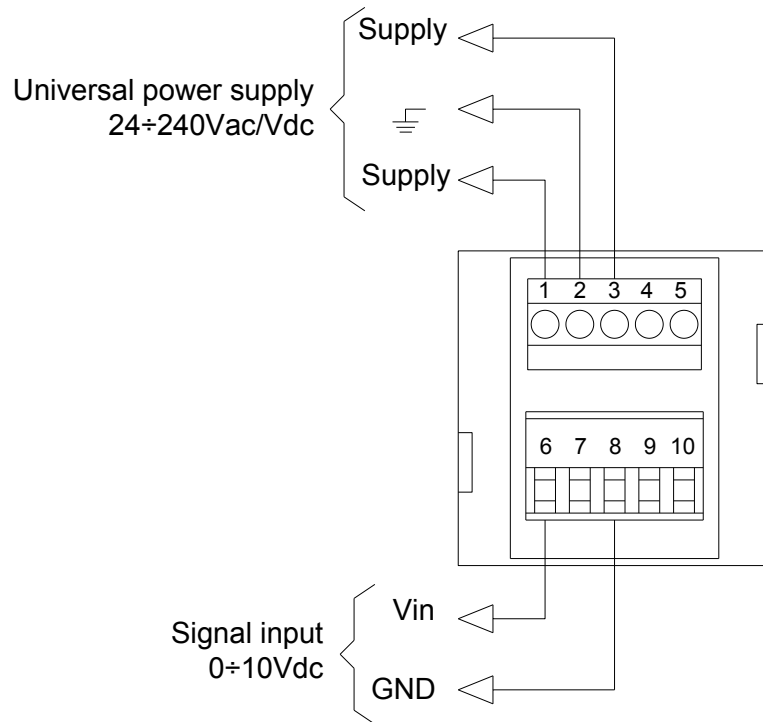 Supply
Universal power supply
24÷240Vac/Vdc
Supply
1 2 3 4 5
6 7 8 9 10
Vin
Signal input
0÷10Vdc
GND